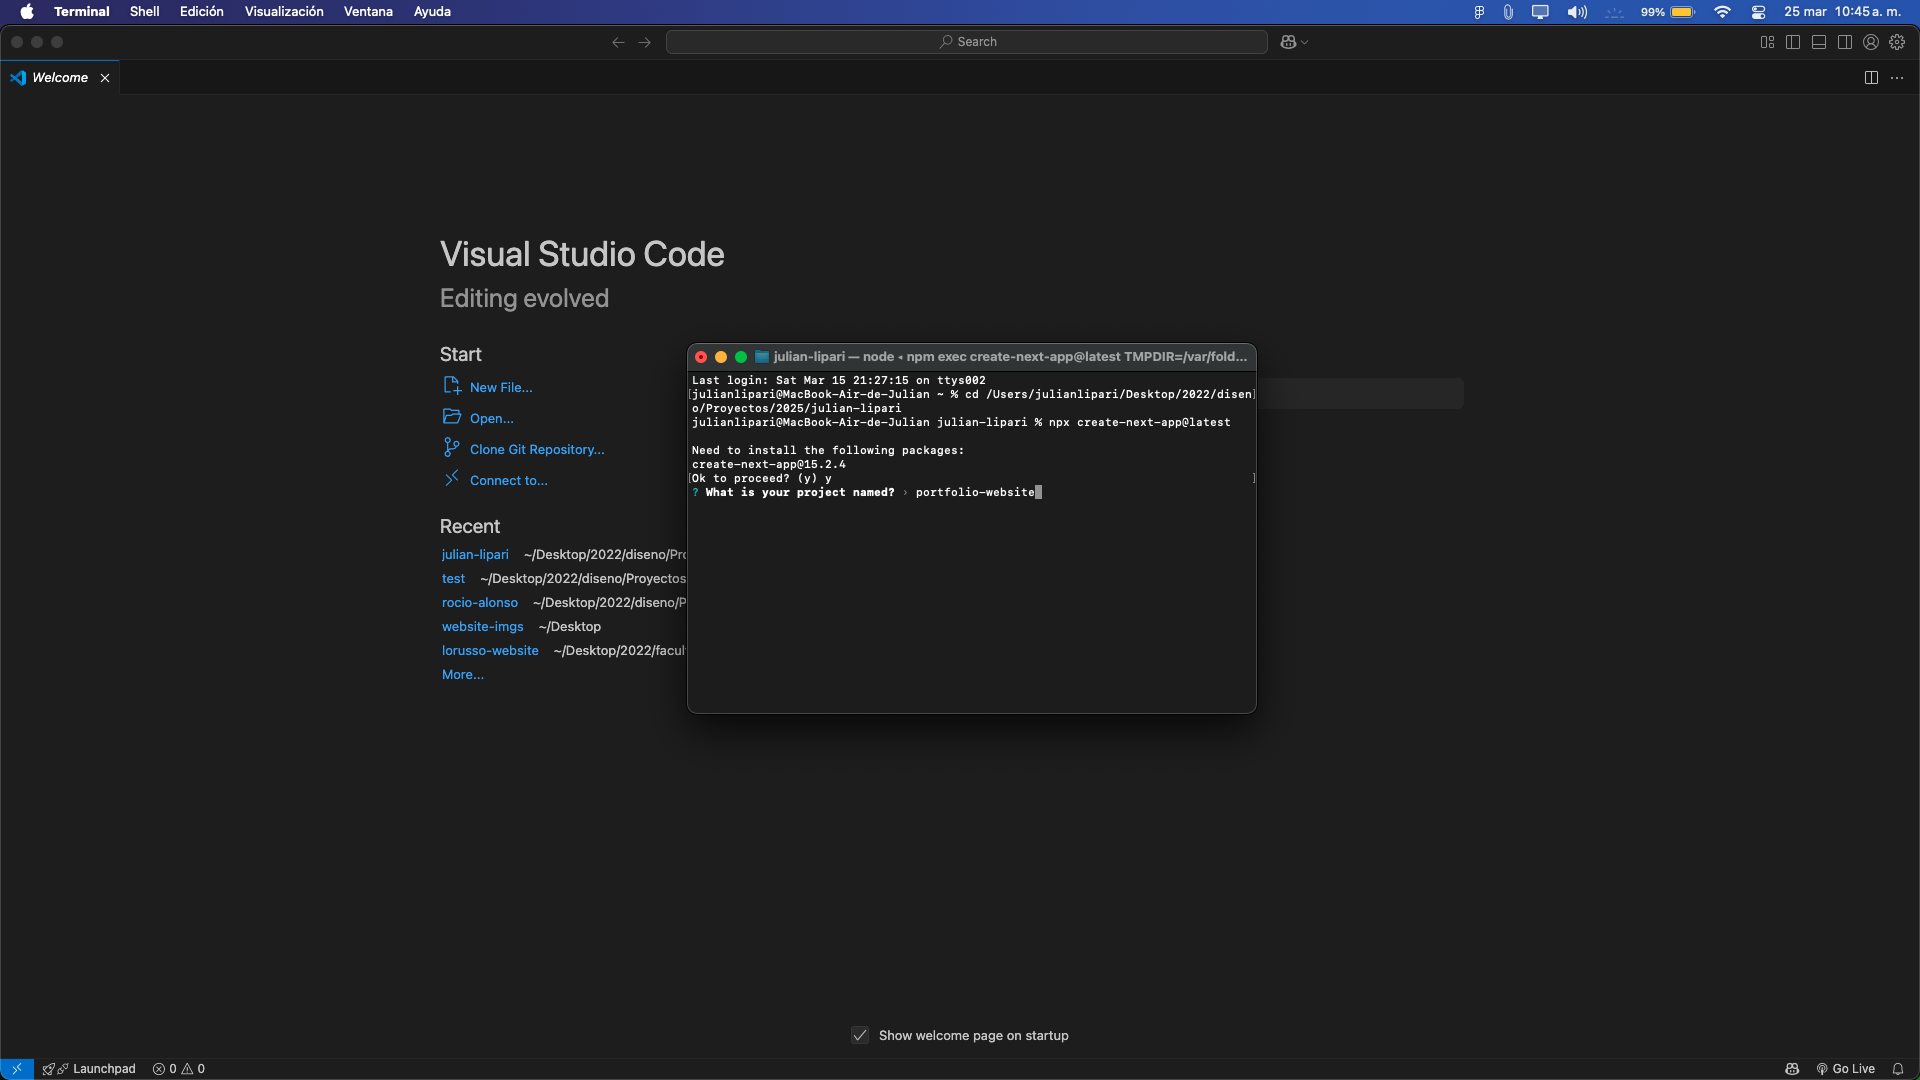 Terminal Shell Edición Visualización Ventana Ayuda 99% 25 mar 10:45 a. m.
Search
Welcome
Visual Studio Code
Editing evolved
Start
New File...
Open...
Clone Git Repository...
Connect to...
Recent
julian-lipari ~/Desktop/2022/diseno/Pro
test ~/Desktop/2022/diseno/Proyectos
rocio-alonso ~/Desktop/2022/diseno/P
website-imgs ~/Desktop
lorusso-website ~/Desktop/2022/facul
More...
julian-lipari — node ◂ npm exec create-next-app@latest TMPDIR=/var/fold...
Last login: Sat Mar 15 21:27:15 on ttys002
[julianlipari@MacBook-Air-de-Julian ~ % cd /Users/julianlipari/Desktop/2022/disen]
o/Proyectos/2025/julian-lipari
julianlipari@MacBook-Air-de-Julian julian-lipari % npx create-next-app@latest
Need to install the following packages:
create-next-app@15.2.4
[Ok to proceed? (y) y ]
? What is your project named? › portfolio-website
Show welcome page on startup
Launchpad 0 0 Go Live